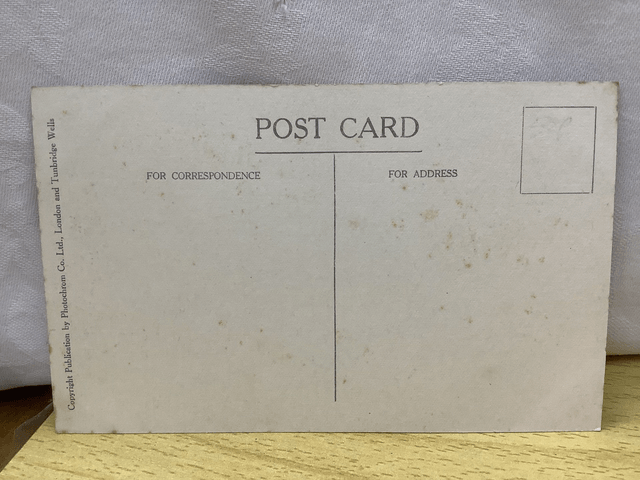 POST CARD
FOR CORRESPONDENCE
FOR ADDRESS
Copyright Publication by Photochrom Co. Ltd., London and Tunbridge Wells